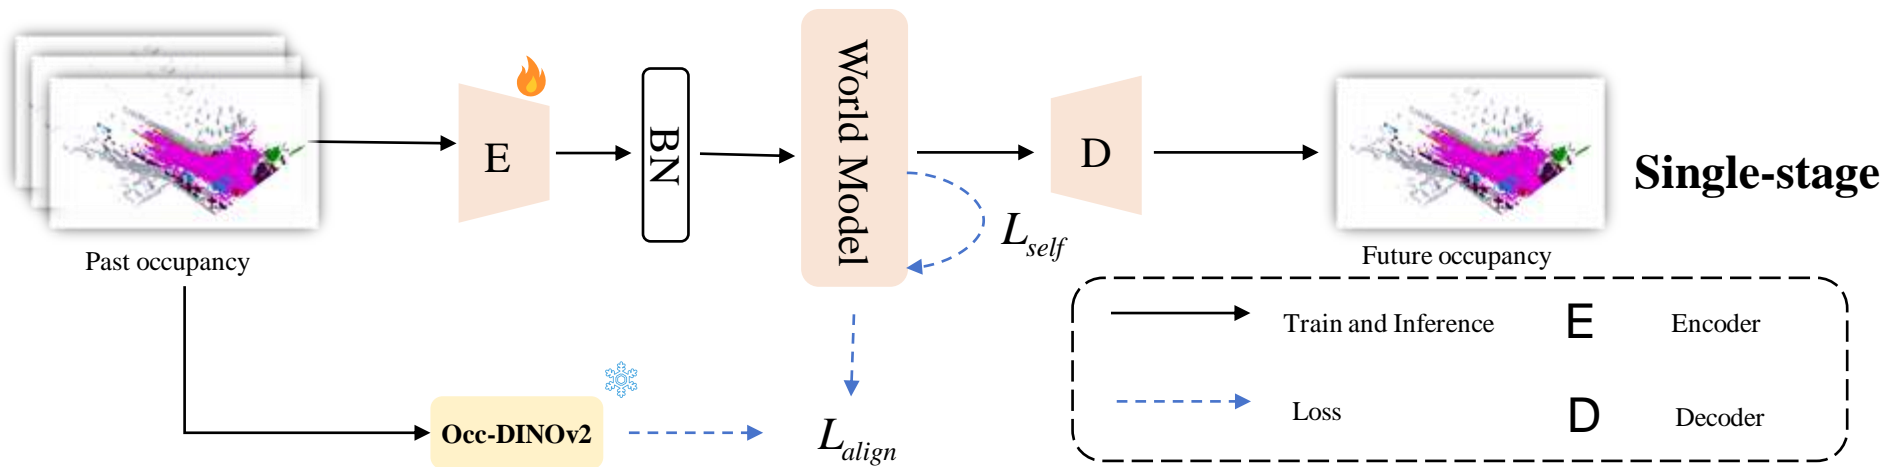 E
BN
World Model
D
Single-stage
L_self
Past occupancy
Future occupancy
Train and Inference
E
Encoder
Loss
D
Decoder
Occ-DINOv2
L_align